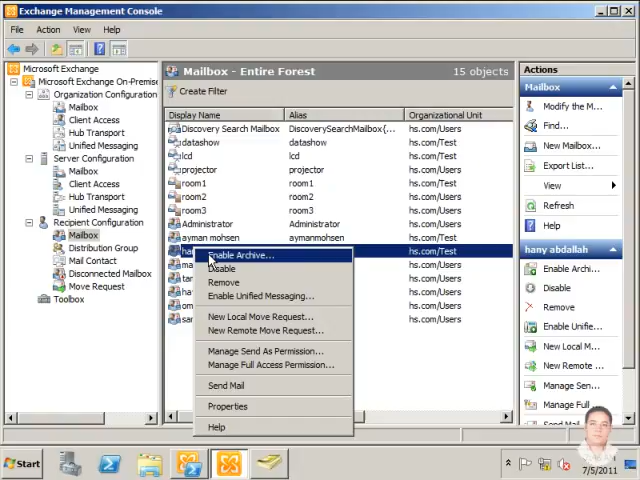 Exchange Management Console
File Action View Help
Microsoft Exchange
Microsoft Exchange On-Premise
Organization Configuration
Mailbox
Client Access
Hub Transport
Unified Messaging
Server Configuration
Mailbox
Client Access
Hub Transport
Unified Messaging
Recipient Configuration
Mailbox
Distribution Group
Mail Contact
Disconnected Mailbox
Move Request
Toolbox
Mailbox - Entire Forest 15 objects
Create Filter
Display Name Alias Organizational Unit
Discovery Search Mailbox DiscoverySearchMailbox{... hs.com/Users
datashow datashow hs.com/Test
lcd lcd hs.com/Test
projector projector hs.com/Test
room1 room1 hs.com/Users
room2 room2 hs.com/Users
room3 room3 hs.com/Users
Administrator Administrator hs.com/Users
ayman mohsen aymanmohsen hs.com/Test
hs.com/Test
hs.com/Users
hs.com/Test
hs.com/Users
hs.com/Users
hs.com/Users
Enable Archive...
Disable
Remove
Enable Unified Messaging...
New Local Move Request...
New Remote Move Request...
Manage Send As Permission...
Manage Full Access Permission...
Send Mail
Properties
Help
Actions
Mailbox
Modify the M...
Find...
New Mailbox...
Export List...
View
Refresh
Help
hany abdallah
Enable Archi...
Disable
Remove
Enable Unifie...
New Local M...
New Remote ...
Manage Sen...
Manage Full ...
Send Mail
Start
7/5/2011